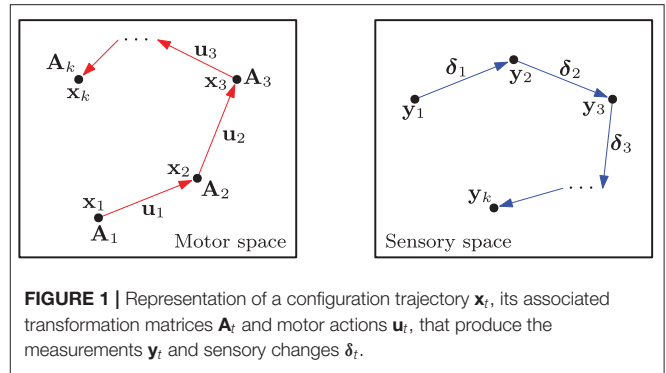 A_k
x_k
. . .
u_3
x_3
A_3
u_2
x_2
A_2
x_1
A_1
u_1
Motor space
δ_1
y_1
y_2
δ_2
y_3
δ_3
y_k
. . .
Sensory space
FIGURE 1 | Representation of a configuration trajectory x_t, its associated
transformation matrices A_t and motor actions u_t, that produce the
measurements y_t and sensory changes δ_t.